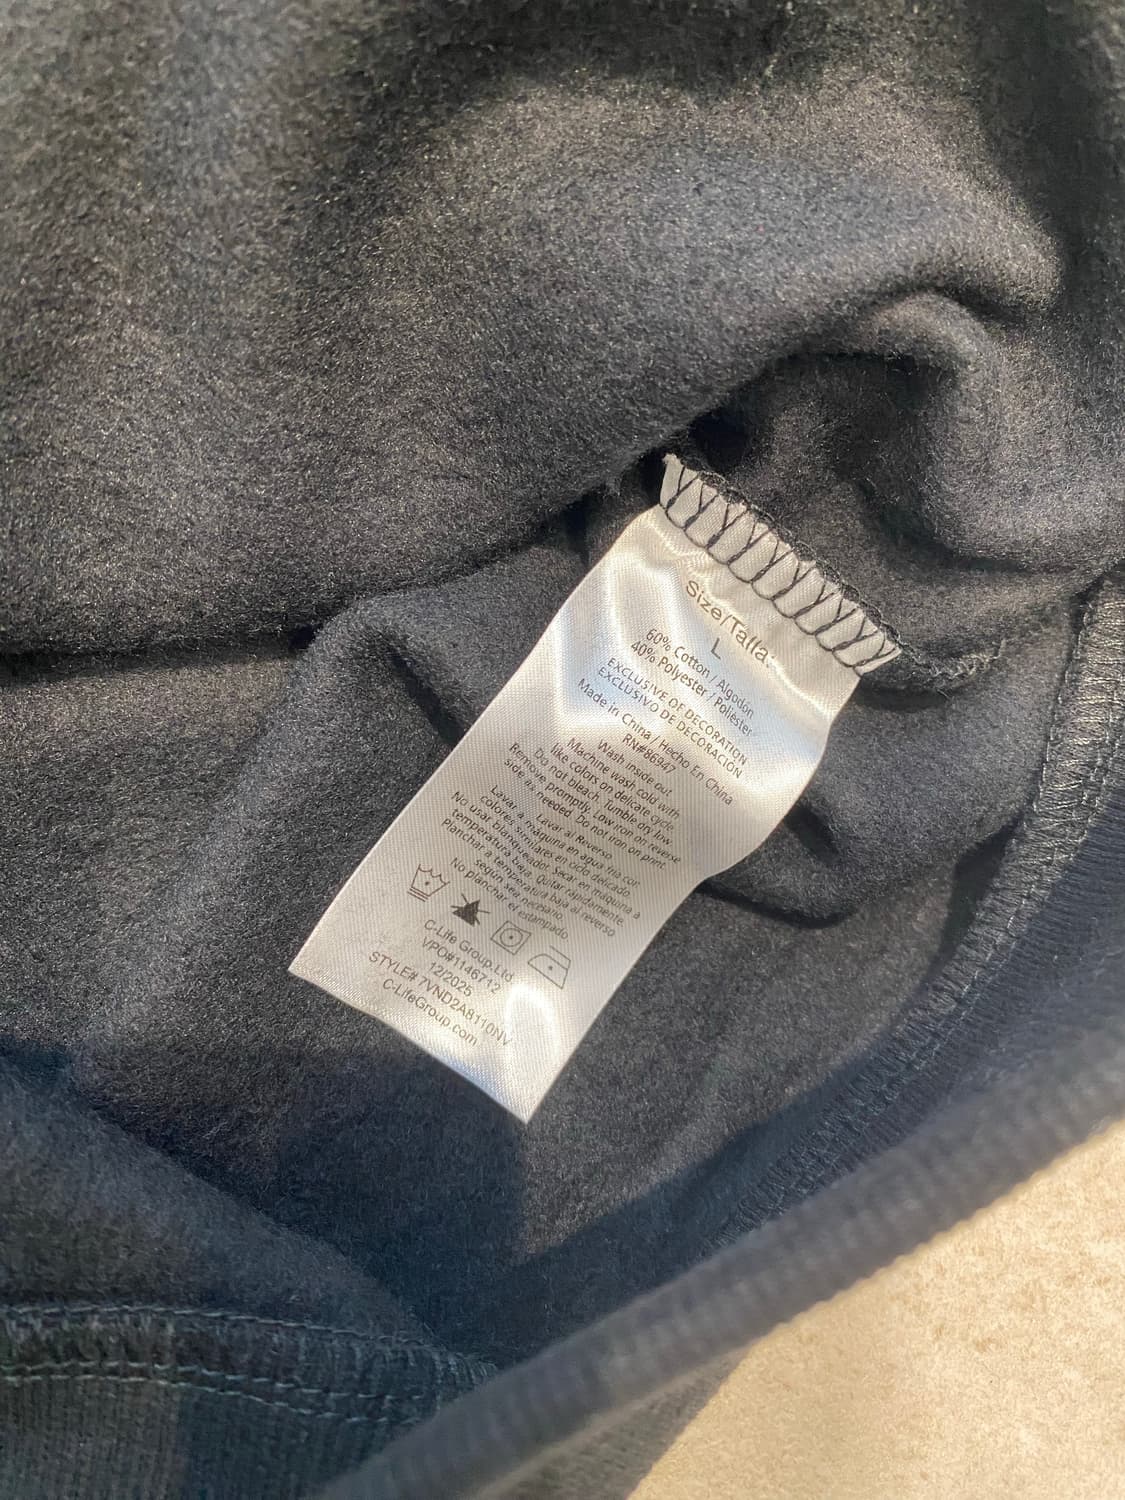 Size/Talla:
L
60% Cotton / Algodón
40% Polyester / Poliéster
EXCLUSIVE OF DECORATION
EXCLUSIVO DE DECORACIÓN
Made in China / Hecho En China
RN#86947
Wash inside out
Machine wash cold with
like colors on delicate cycle.
Do not bleach. Tumble dry low
Remove promptly. Low iron on reverse
side as needed. Do not iron on print.
Lavar al Reverso
Lavar a máquina en agua fria con
colores similares en ciclo delicado
No usar blanqueador. Sacar en maquina a
temperatura baja. Quitar rápidamente.
Planchar a temperatura baja al reverso
según sea necesario.
No planchar el estampado
C-Life Group.Ltd.
VPO#1146712
12/2025
STYLE# 7VND2A8110NV
C-LifeGroup.com